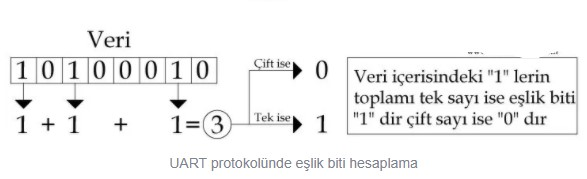 Veri
1 0 1 0 0 0 1 0
1 + 1 + 1 = 3
Çift ise 0
Tek ise 1
Veri içerisindeki "1" lerin
toplamı tek sayı ise eşlik biti
"1" dir çift sayı ise "0" dır
UART protokolünde eşlik biti hesaplama